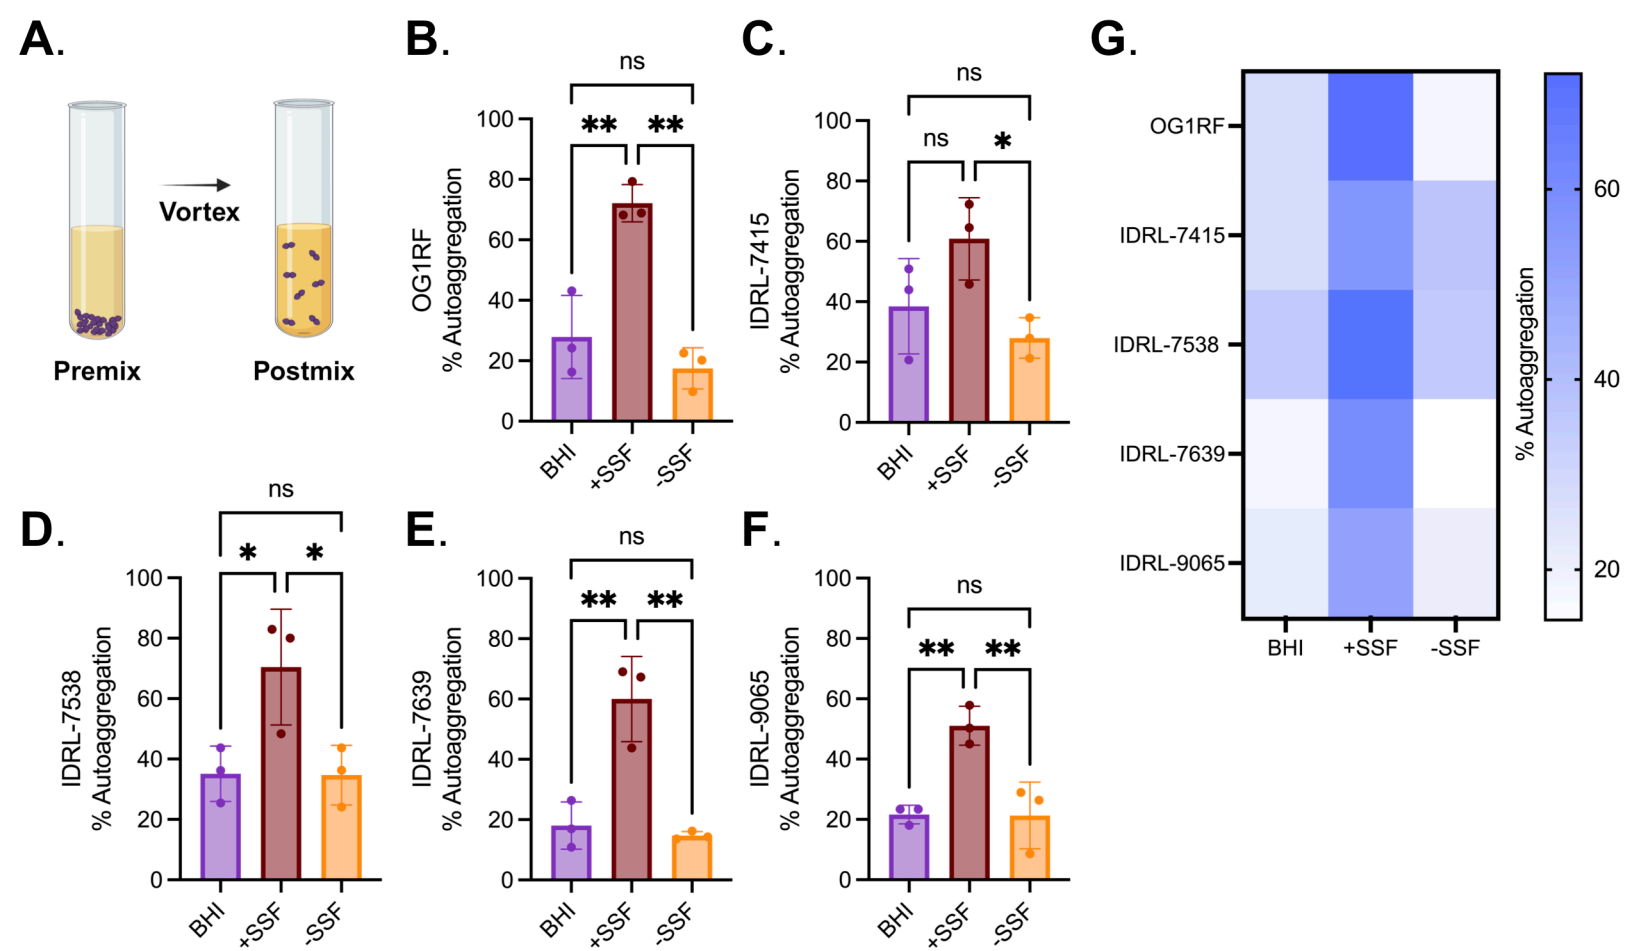 A.
Vortex
Premix
Postmix
B.
ns
** **
OG1RF
% Autoaggregation
100
80
60
40
20
0
BHI
+SSF
-SSF
C.
ns
ns *
IDRL-7415
% Autoaggregation
100
80
60
40
20
0
BHI
+SSF
-SSF
D.
ns
* *
IDRL-7538
% Autoaggregation
100
80
60
40
20
0
BHI
+SSF
-SSF
E.
ns
** **
IDRL-7639
% Autoaggregation
100
80
60
40
20
0
BHI
+SSF
-SSF
F.
ns
** **
IDRL-9065
% Autoaggregation
100
80
60
40
20
0
BHI
+SSF
-SSF
G.
OG1RF
IDRL-7415
IDRL-7538
IDRL-7639
IDRL-9065
BHI
+SSF
-SSF
% Autoaggregation
60
40
20